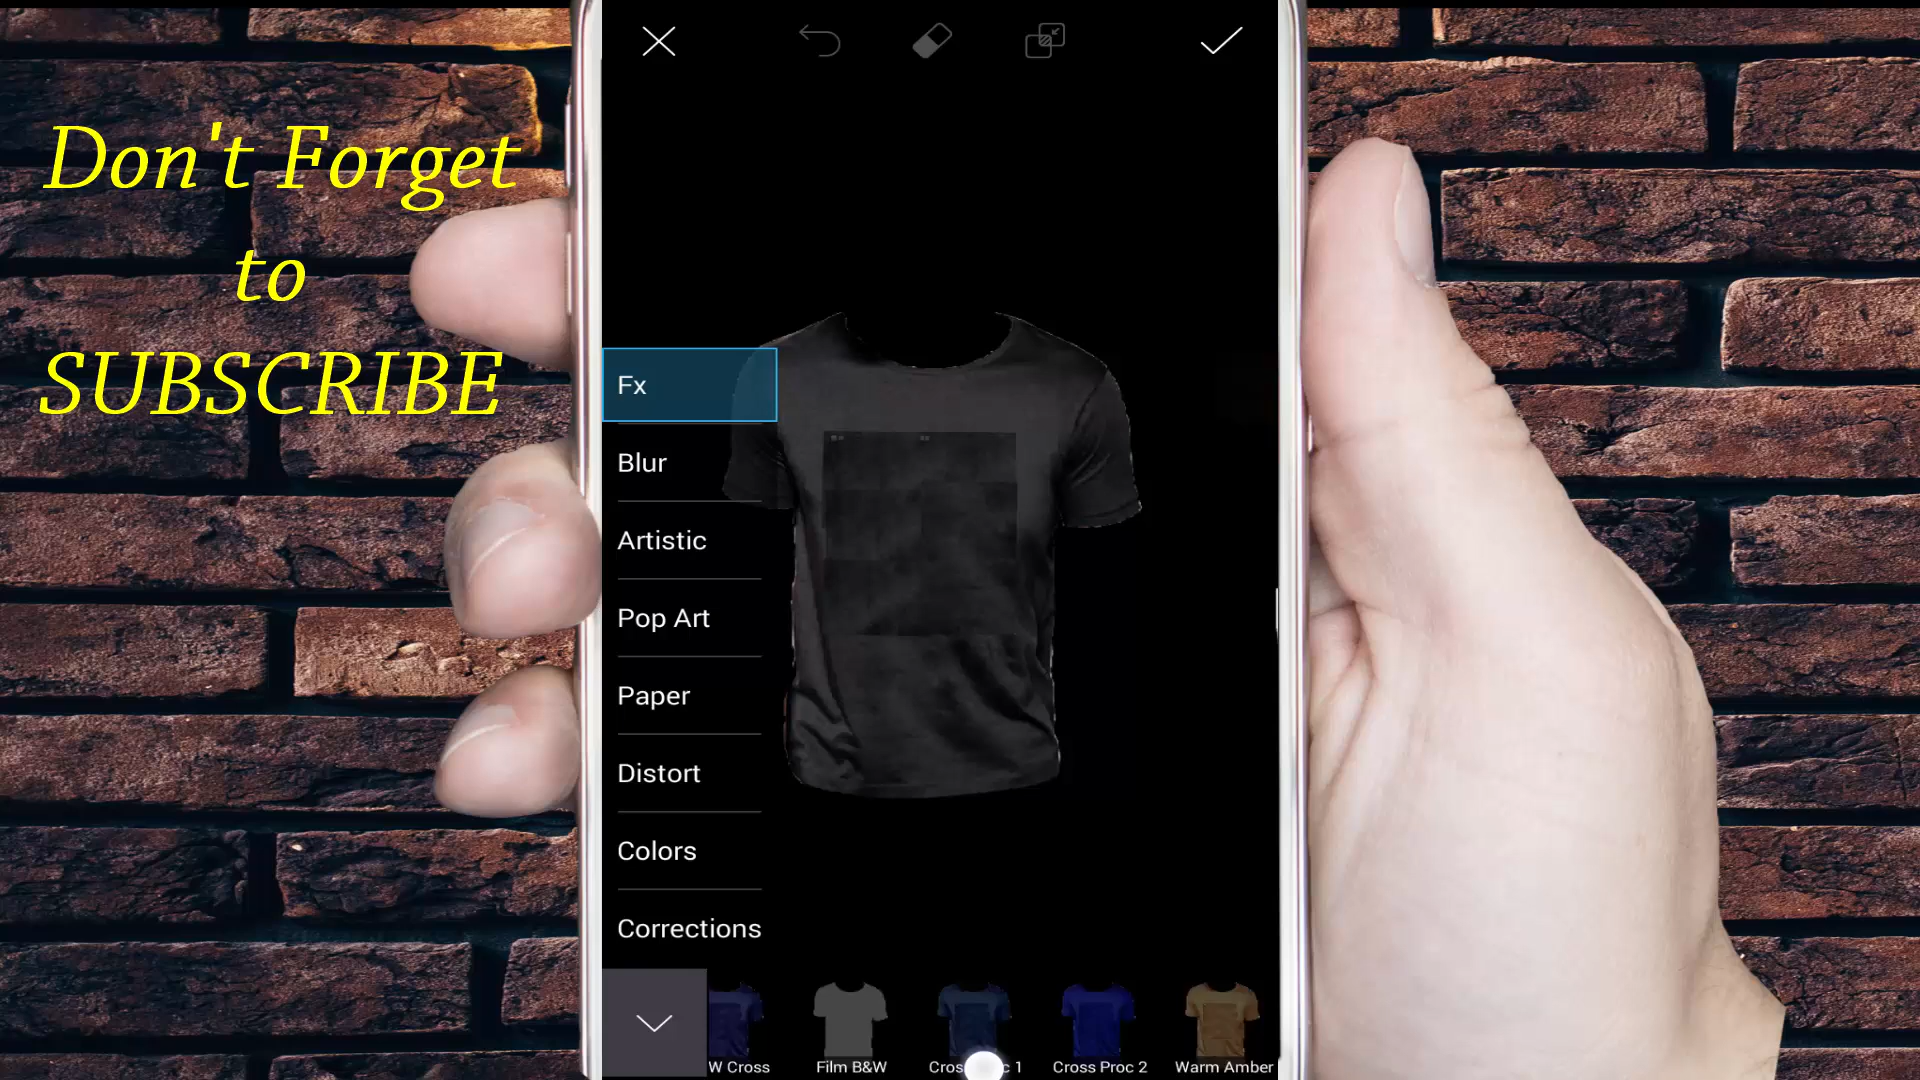 Don't Forget
to
SUBSCRIBE
Fx
Blur
Artistic
Pop Art
Paper
Distort
Colors
Corrections
W Cross
Film B&W
Cross Proc 2
Warm Amber